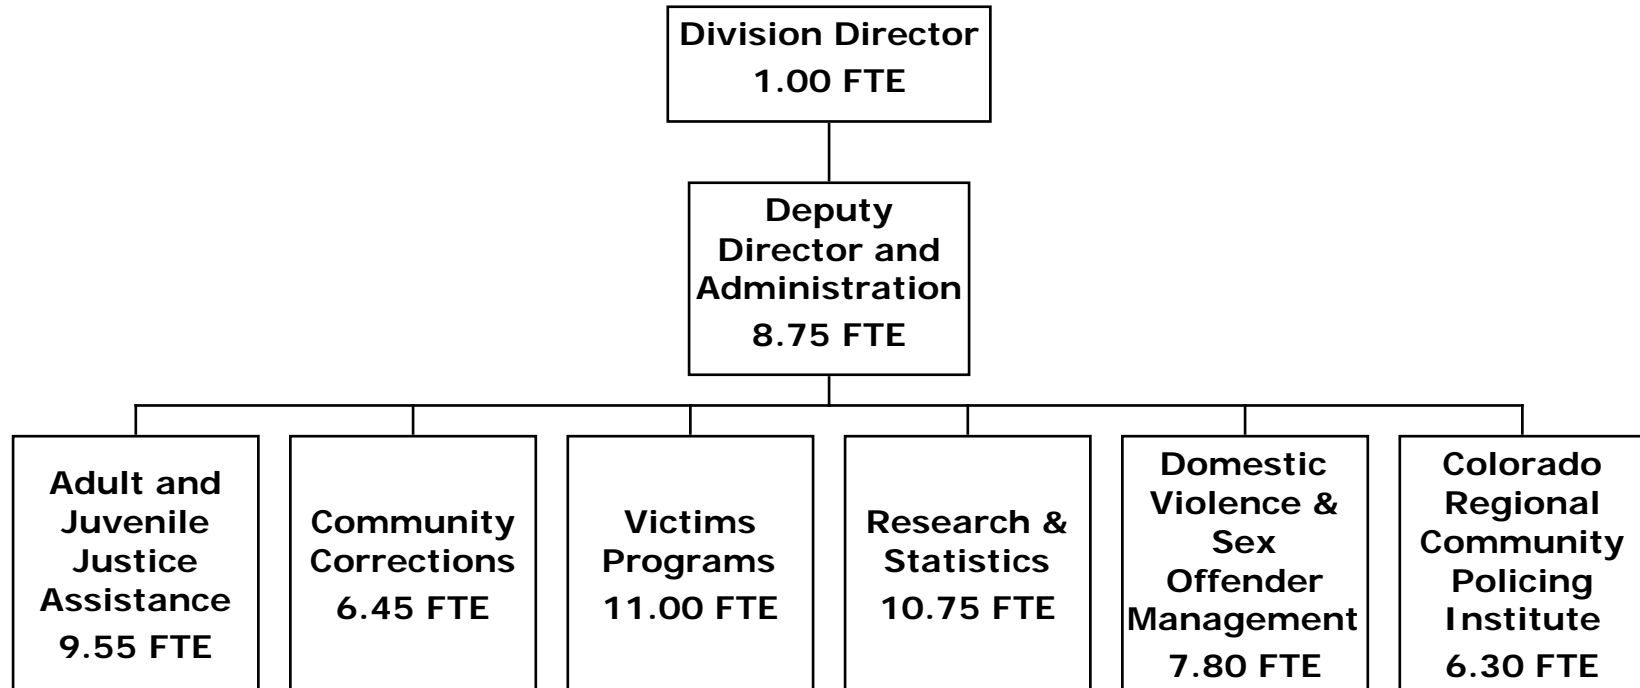 Division Director
1.00 FTE
Deputy
Director and
Administration
8.75 FTE
Adult and
Juvenile
Justice
Assistance
9.55 FTE
Community
Corrections
6.45 FTE
Victims
Programs
11.00 FTE
Research &
Statistics
10.75 FTE
Domestic
Violence &
Sex
Offender
Management
7.80 FTE
Colorado
Regional
Community
Policing
Institute
6.30 FTE